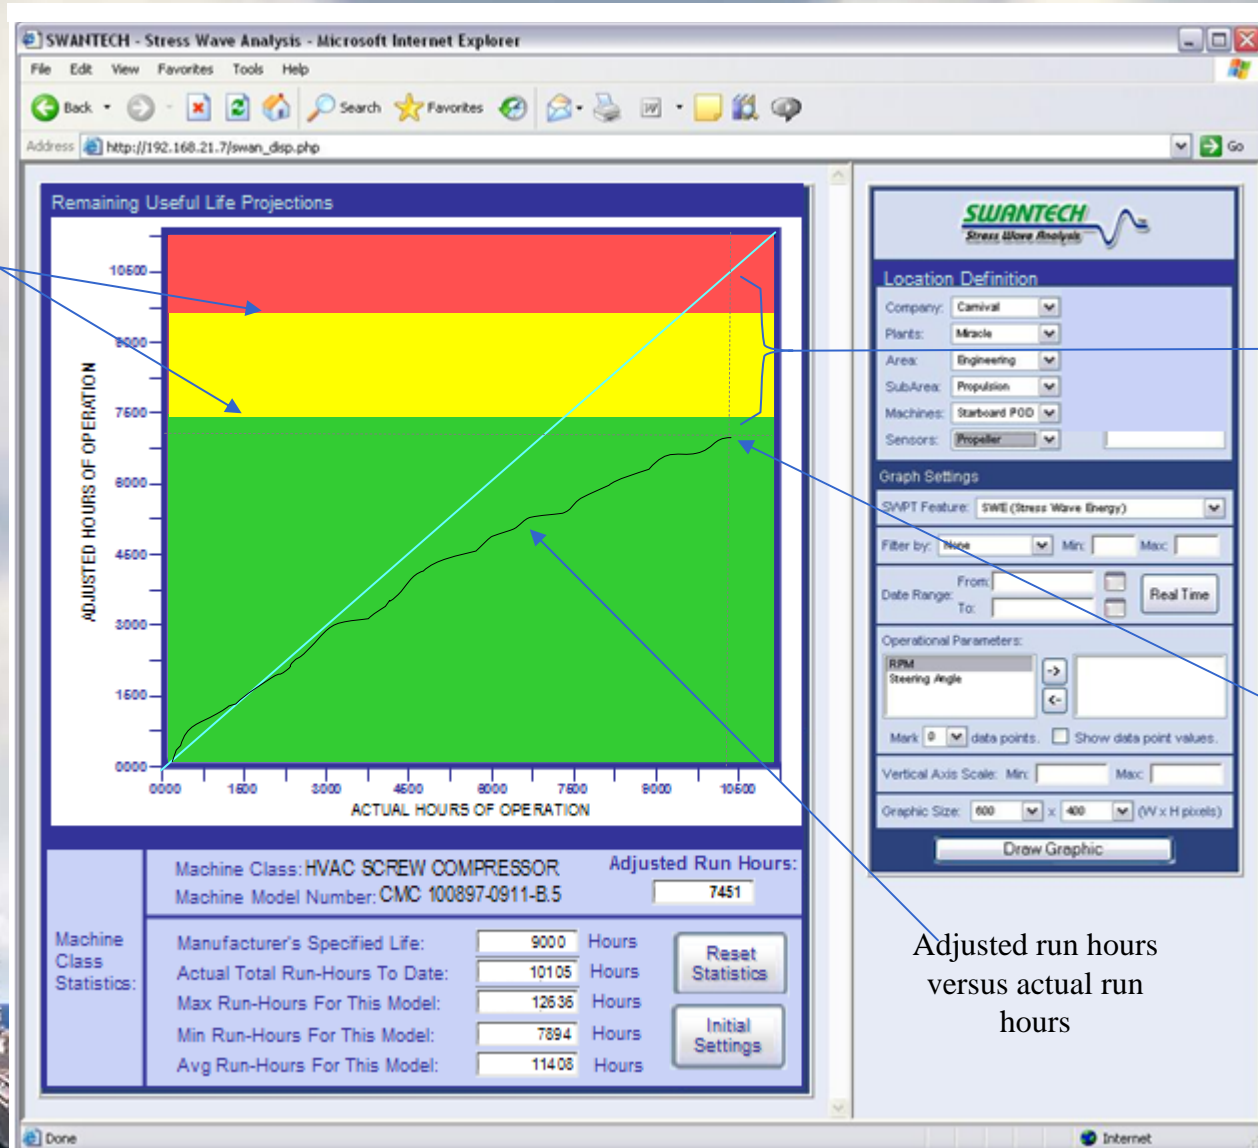 SWANTECH - Stress Wave Analysis - Microsoft Internet Explorer
File Edit View Favorites Tools Help
Back Search Favorites
Address http://192.168.21.7/swan_disp.php Go
Remaining Useful Life Projections
10500
9000
7500
6000
4500
3000
1500
0000
ADJUSTED HOURS OF OPERATION
0000 1500 3000 4500 6000 7500 9000 10500
ACTUAL HOURS OF OPERATION
Machine Class: HVAC SCREW COMPRESSOR
Machine Model Number: CMC 100897-0911-B.5
Adjusted Run Hours:
7451
Machine
Class
Statistics:
Manufacturer's Specified Life: 9000 Hours
Actual Total Run-Hours To Date: 10105 Hours
Max Run-Hours For This Model: 12636 Hours
Min Run-Hours For This Model: 7894 Hours
Avg Run-Hours For This Model: 11408 Hours
Reset
Statistics
Initial
Settings
SWANTECH
Stress Wave Analysis
Location Definition
Company: Carnival
Plants: Miracle
Area: Engineering
SubArea: Propulsion
Machines: Starboard POD
Sensors: Propeller
Graph Settings
SWPT Feature: SWE (Stress Wave Energy)
Filter by: None Min: Max:
Date Range: From: To:
Real Time
Operational Parameters:
RPM
Steering Angle
->
<-
Mark 0 data points. Show data point values.
Vertical Axis Scale: Min: Max:
Graphic Size: 600 x 400 (W x H pixels)
Draw Graphic
Adjusted run hours
versus actual run
hours
Done
Internet